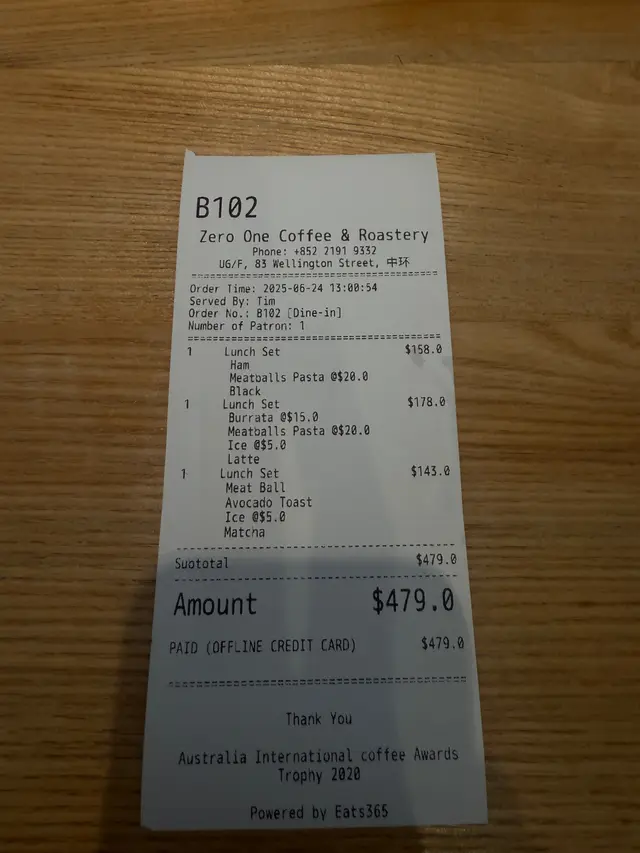 B102
Zero One Coffee & Roastery
Phone: +852 2191 9332
UG/F, 83 Wellington Street, 中环
Order Time: 2025-06-24 13:00:54
Served By: Tim
Order No.: B102 [Dine-in]
Number of Patron: 1
1 Lunch Set $158.0
Ham
Meatballs Pasta @$20.0
Black
1 Lunch Set $178.0
Burrata @$15.0
Meatballs Pasta @$20.0
Ice @$5.0
Latte
1 Lunch Set $143.0
Meat Ball
Avocado Toast
Ice @$5.0
Matcha
Subtotal $479.0
Amount $479.0
PAID (OFFLINE CREDIT CARD) $479.0
Thank You
Australia International coffee Awards
Trophy 2020
Powered by Eats365